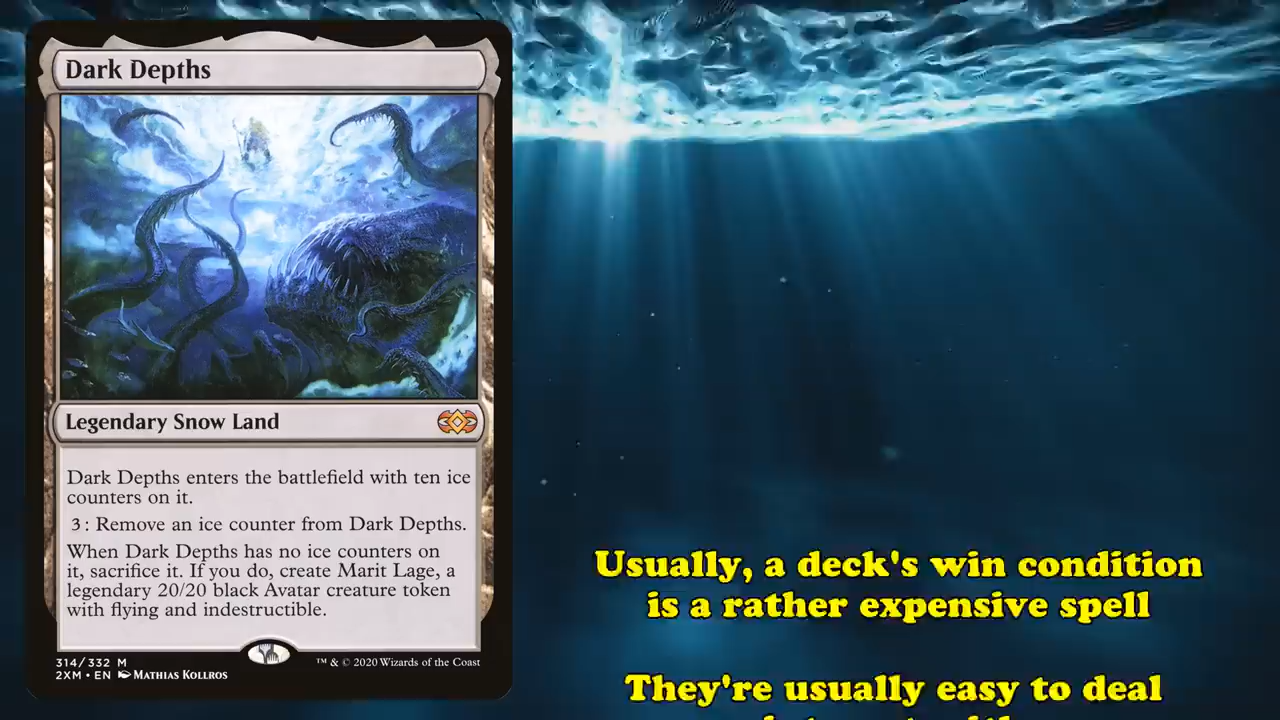 Dark Depths
Legendary Snow Land
Dark Depths enters the battlefield with ten ice
counters on it.
3: Remove an ice counter from Dark Depths.
When Dark Depths has no ice counters on
it, sacrifice it. If you do, create Marit Lage, a
legendary 20/20 black Avatar creature token
with flying and indestructible.
314/332 M
2XM • EN Mathias Kollros
™ & © 2020 Wizards of the Coast
Usually, a deck's win condition
is a rather expensive spell
They're usually easy to deal